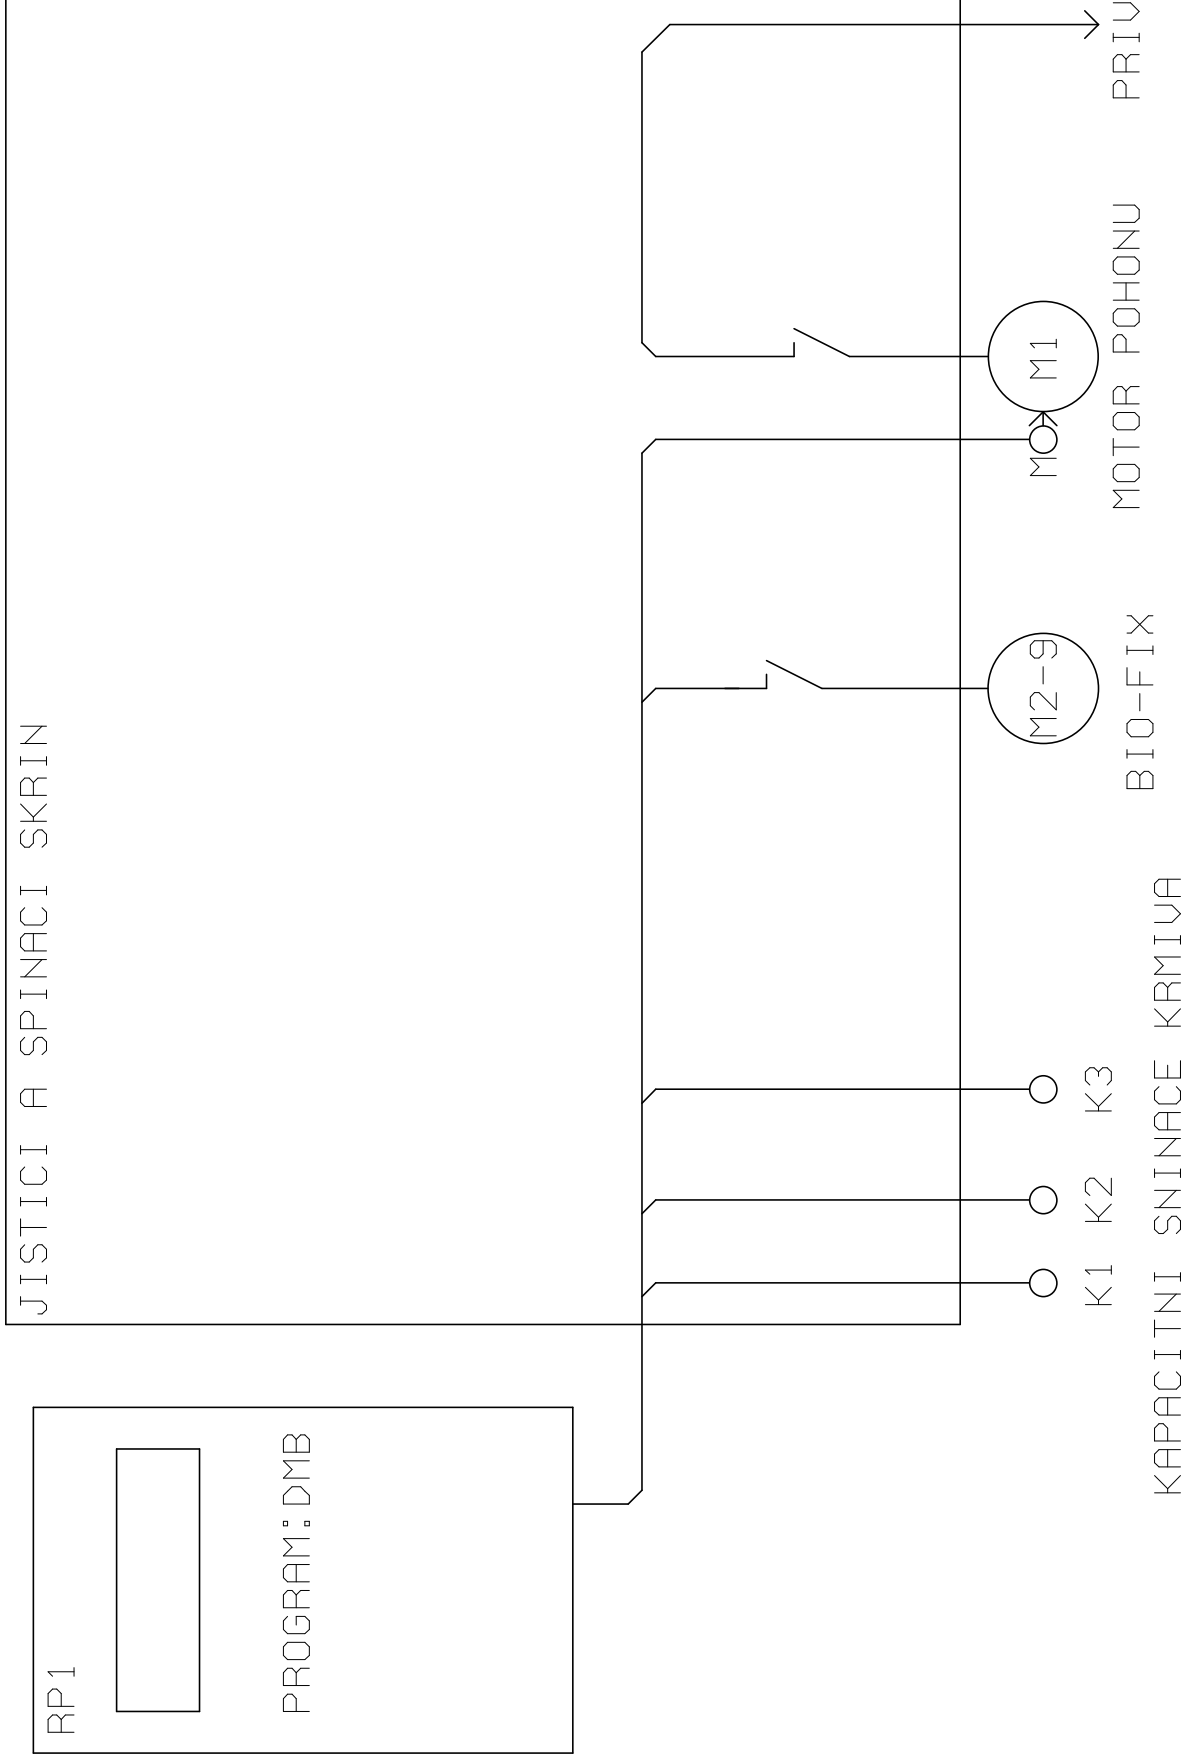 RP1
PROGRAM:DMB
JISTICI A SPINACI SKRIN
K1 K2 K3
KAPACITNI SNINACE KRMIVA
M2-9
BIO-FIX
M
M1
MOTOR POHONU
PRIV